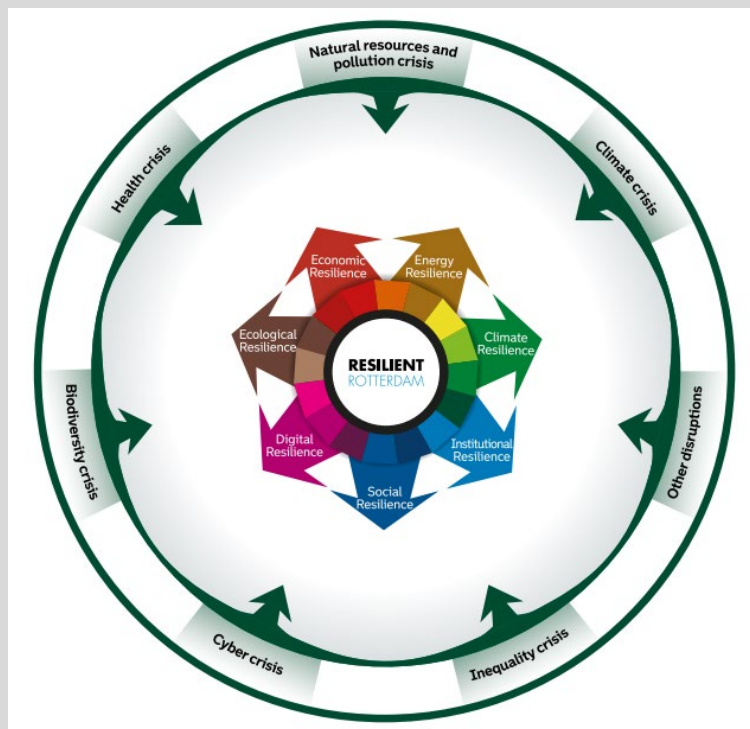 Natural resources and
pollution crisis
Climate crisis
Other disruptions
Inequality crisis
Cyber crisis
Biodiversity crisis
Health crisis
Economic
Resilience
Energy
Resilience
Climate
Resilience
Institutional
Resilience
Social
Resilience
Digital
Resilience
Ecological
Resilience
RESILIENT
ROTTERDAM